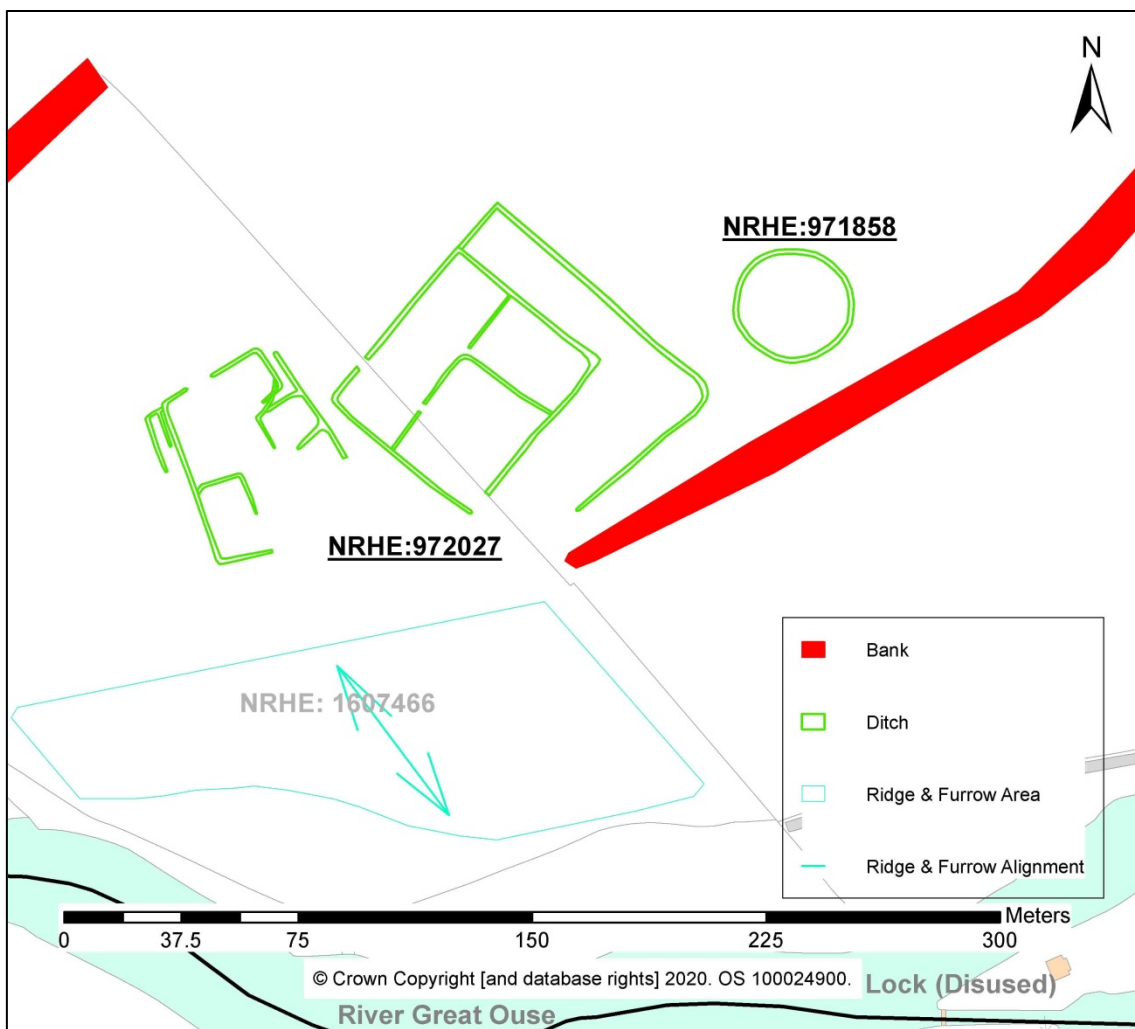 N
NRHE:971858
NRHE:972027
NRHE: 1607466
Bank
Ditch
Ridge & Furrow Area
Ridge & Furrow Alignment
Meters
0 37.5 75 150 225 300
© Crown Copyright [and database rights] 2020. OS 100024900.
Lock (Disused)
River Great Ouse